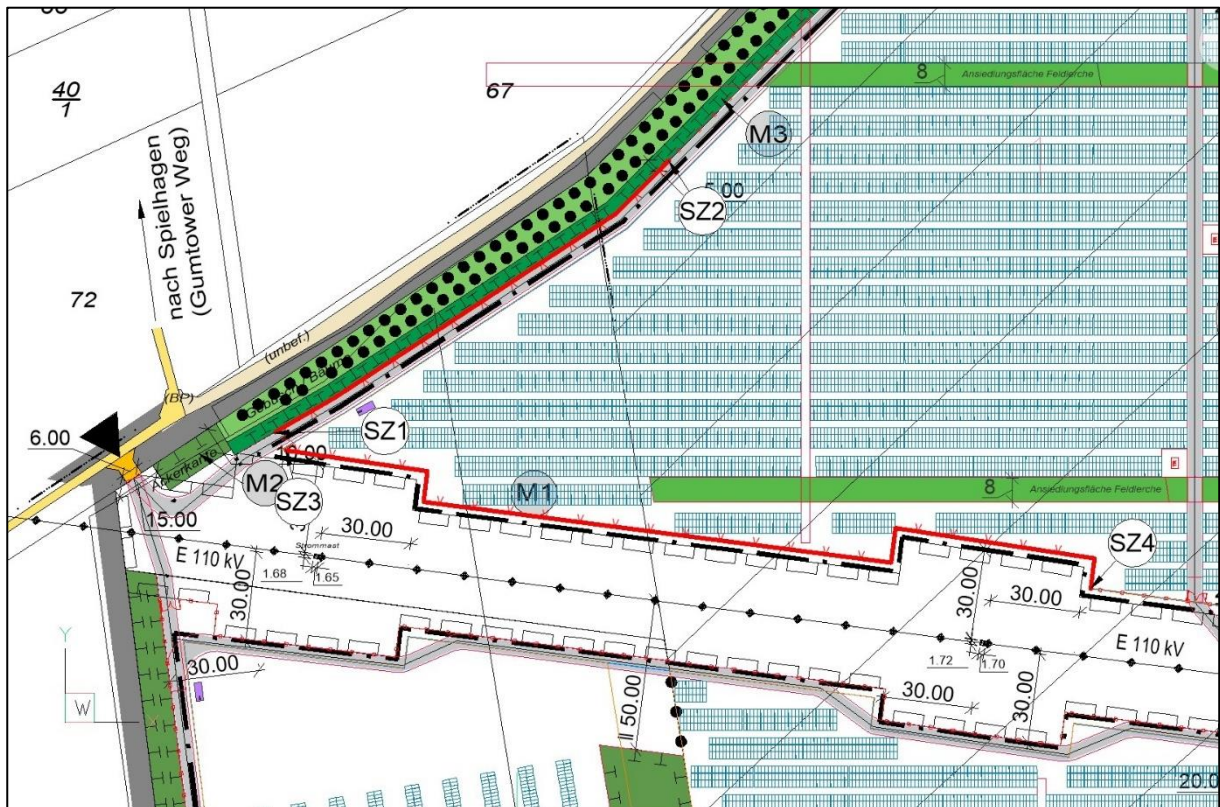 40
1
67
8
Ansiedlungsfläche Feldlerche
M3
nach Spielhagen
(Gumtower Weg)
5.00
SZ2
72
(unbef.)
(BP)
6.00
SZ1
Ackerkante
M2
SZ3
M1
8
Ansiedlungsfläche Feldlerche
15.00
30.00
SZ4
E 110 kV
Strommast
1.68
1.65
30.00
30.00
30.00
E 110 kV
1.72
1.70
30.00
30.00
30.00
II 50.00
Y
W
20.0